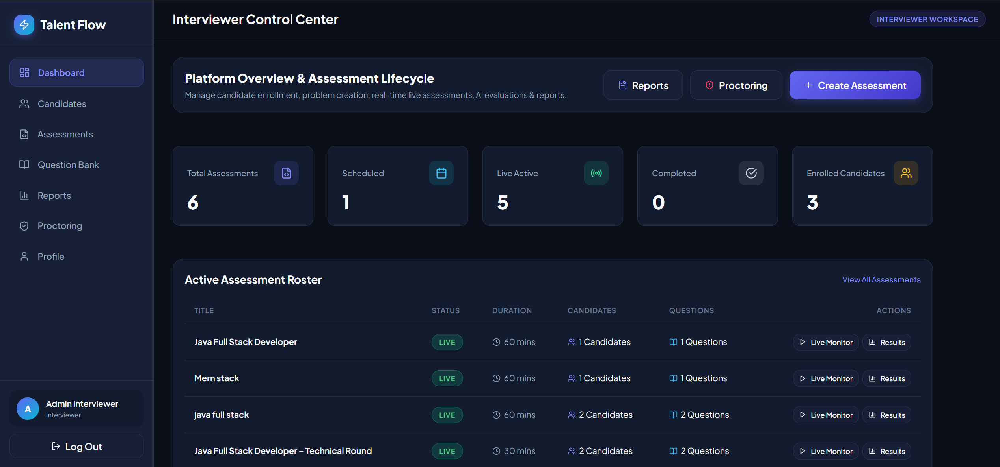 Talent Flow
Interviewer Control Center
INTERVIEWER WORKSPACE
Dashboard
Candidates
Assessments
Question Bank
Reports
Proctoring
Profile
A
Admin Interviewer
Interviewer
Log Out
Platform Overview & Assessment Lifecycle
Manage candidate enrollment, problem creation, real-time live assessments, AI evaluations & reports.
Reports
Proctoring
+ Create Assessment
Total Assessments
6
Scheduled
1
Live Active
5
Completed
0
Enrolled Candidates
3
Active Assessment Roster
View All Assessments
TITLE STATUS DURATION CANDIDATES QUESTIONS ACTIONS
Java Full Stack Developer LIVE 60 mins 1 Candidates 1 Questions Live Monitor Results
Mern stack LIVE 60 mins 1 Candidates 1 Questions Live Monitor Results
java full stack LIVE 60 mins 2 Candidates 2 Questions Live Monitor Results
Java Full Stack Developer – Technical Round LIVE 30 mins 2 Candidates 2 Questions Live Monitor Results